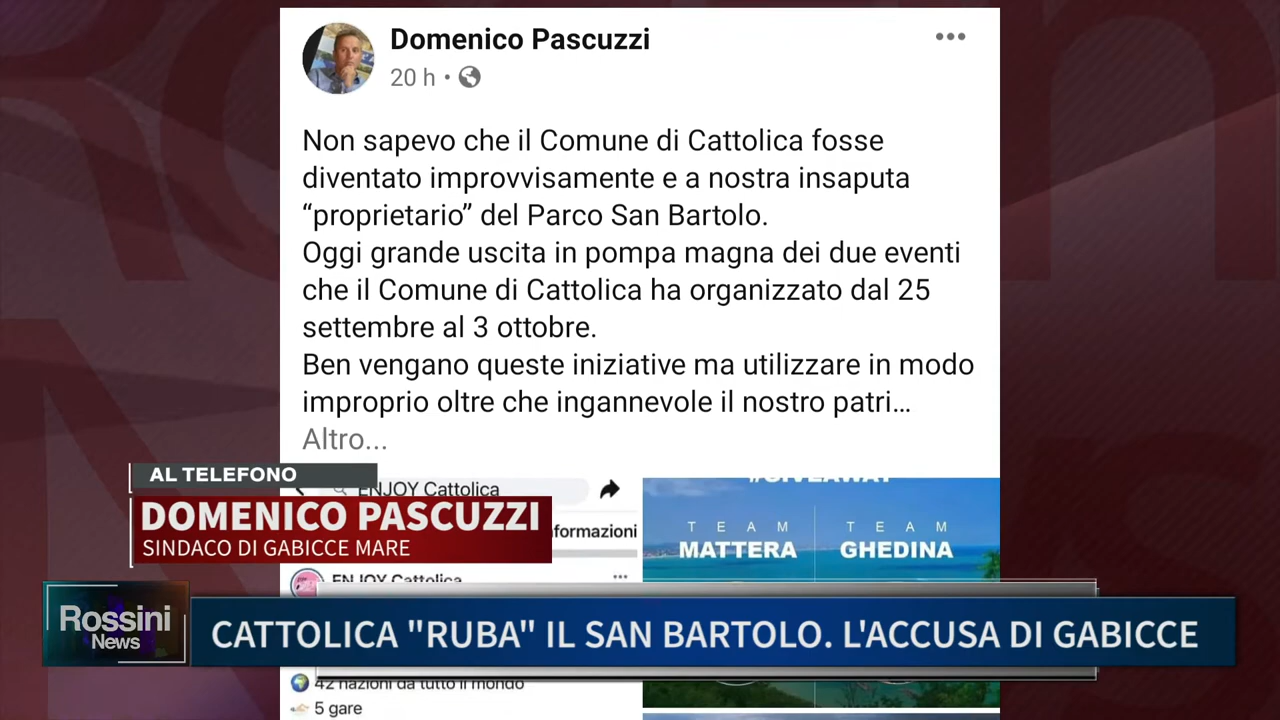 Domenico Pascuzzi
20 h •
Non sapevo che il Comune di Cattolica fosse
diventato improvvisamente e a nostra insaputa
“proprietario” del Parco San Bartolo.
Oggi grande uscita in pompa magna dei due eventi
che il Comune di Cattolica ha organizzato dal 25
settembre al 3 ottobre.
Ben vengano queste iniziative ma utilizzare in modo
improprio oltre che ingannevole il nostro patri…
Altro...
AL TELEFONO
DOMENICO PASCUZZI
SINDACO DI GABICCE MARE
ENJOY Cattolica
formazioni
ENJOY Cattolica
#GIVEAWAY
TEAM
MATTERA
TEAM
GHEDINA
Rossini
News
CATTOLICA "RUBA" IL SAN BARTOLO. L'ACCUSA DI GABICCE
42 nazioni da tutto il mondo
5 gare